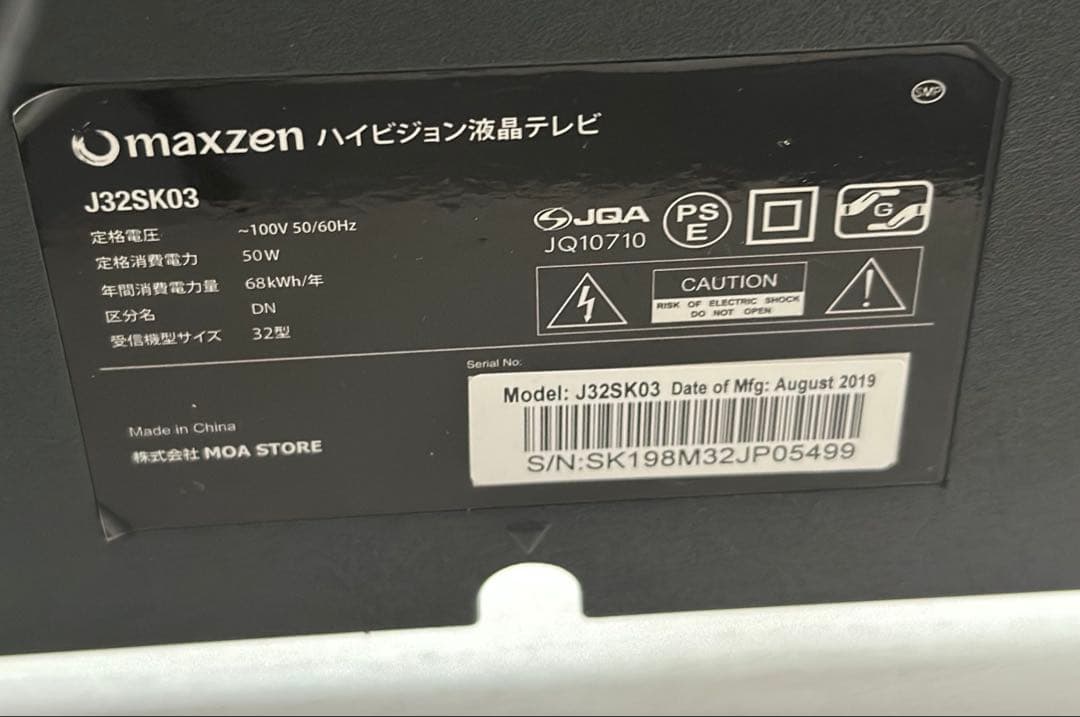 SMP
maxzen ハイビジョン液晶テレビ
J32SK03
定格電圧 ~100V 50/60Hz
定格消費電力 50W
年間消費電力量 68kWh/年
区分名 DN
受信機型サイズ 32型
JQA
JQ10710
PS
E
G
CAUTION
RISK OF ELECTRIC SHOCK
DO NOT OPEN
Serial No:
Model: J32SK03 Date of Mfg: August 2019
S/N:SK198M32JP05499
Made in China
株式会社 MOA STORE